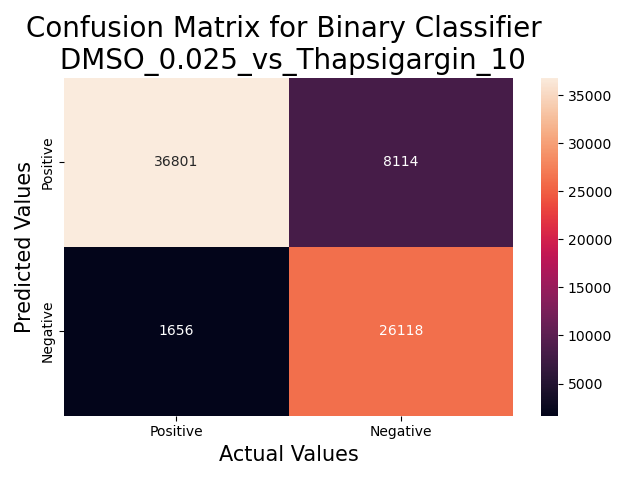 Confusion Matrix for Binary Classifier
DMSO_0.025_vs_Thapsigargin_10
Predicted Values
Positive
Negative
36801
8114
1656
26118
Positive
Negative
Actual Values
35000
30000
25000
20000
15000
10000
5000